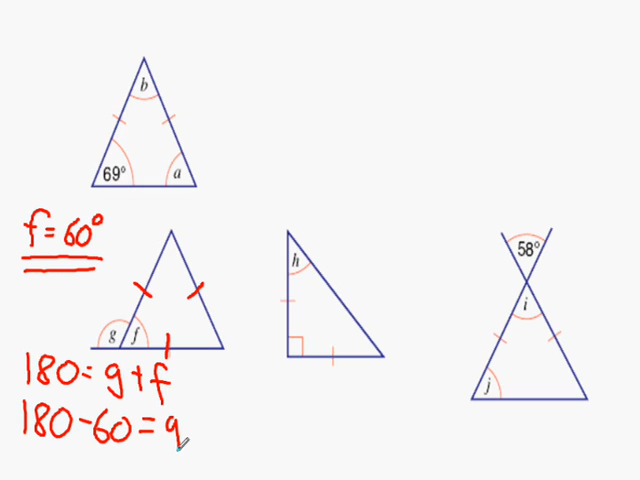 b
69°
a
f = 60°
g f
h
58°
i
j
180 = g + f
180 - 60 = g